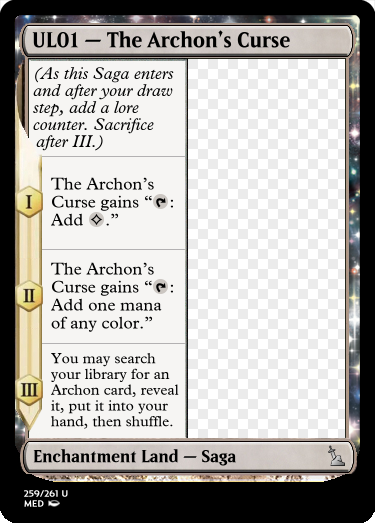 UL01 — The Archon's Curse
(As this Saga enters
and after your draw
step, add a lore
counter. Sacrifice
after III.)
I
The Archon's
Curse gains “:
Add .”
II
The Archon's
Curse gains “:
Add one mana
of any color.”
III
You may search
your library for an
Archon card, reveal
it, put it into your
hand, then shuffle.
Enchantment Land — Saga
259/261 U
MED